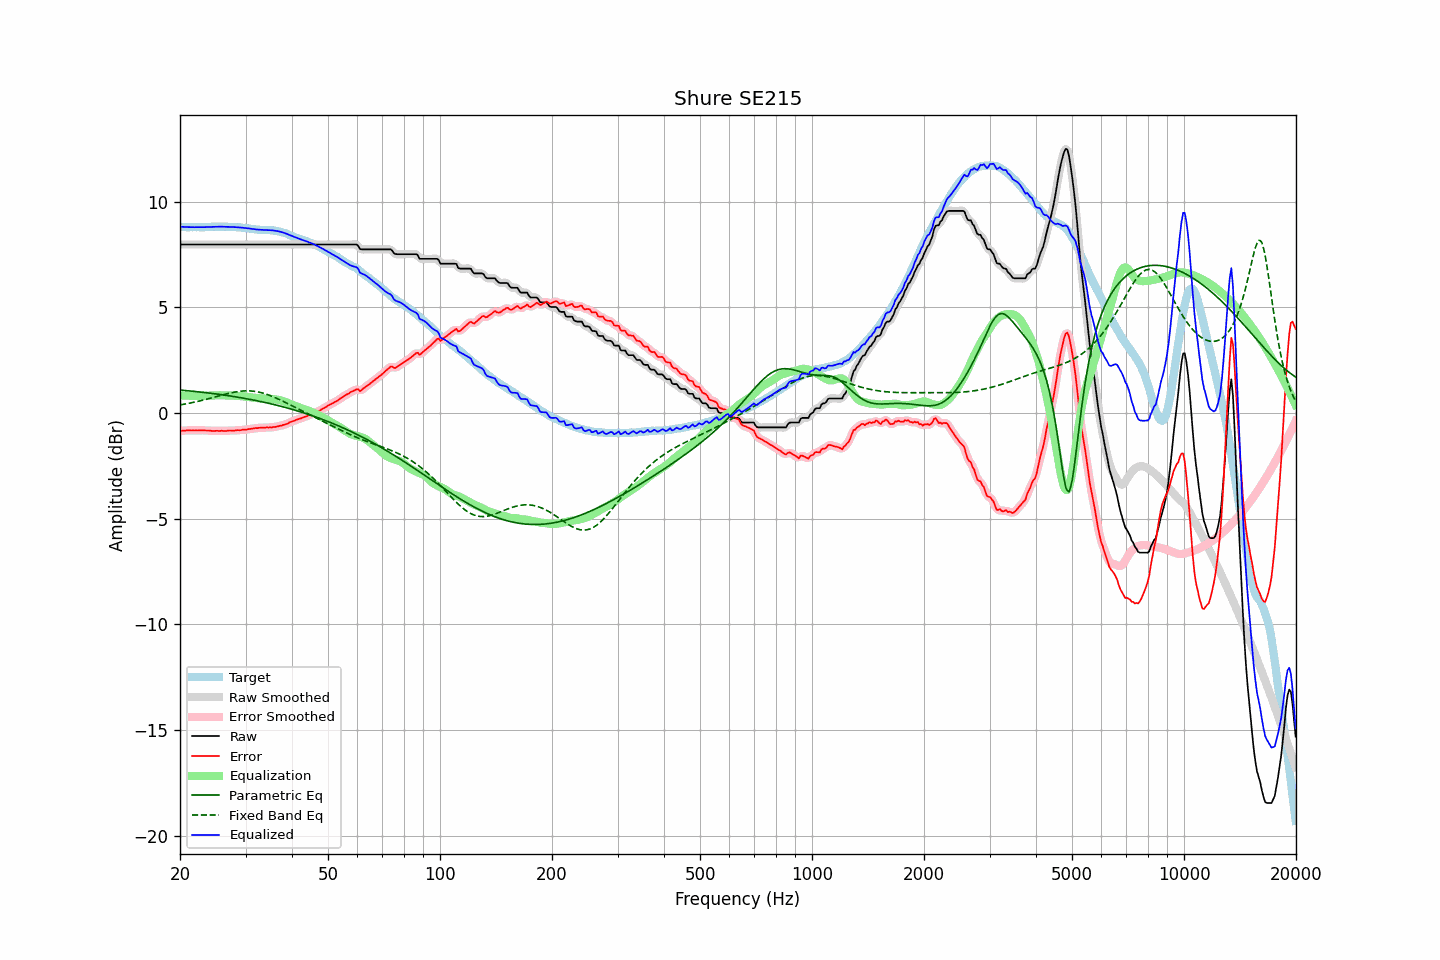 Shure SE215
Amplitude (dBr)
10
5
0
−5
−10
−15
−20
Target
Raw Smoothed
Error Smoothed
Raw
Error
Equalization
Parametric Eq
Fixed Band Eq
Equalized
20
50
100
200
500
1000
2000
5000
10000
20000
Frequency (Hz)